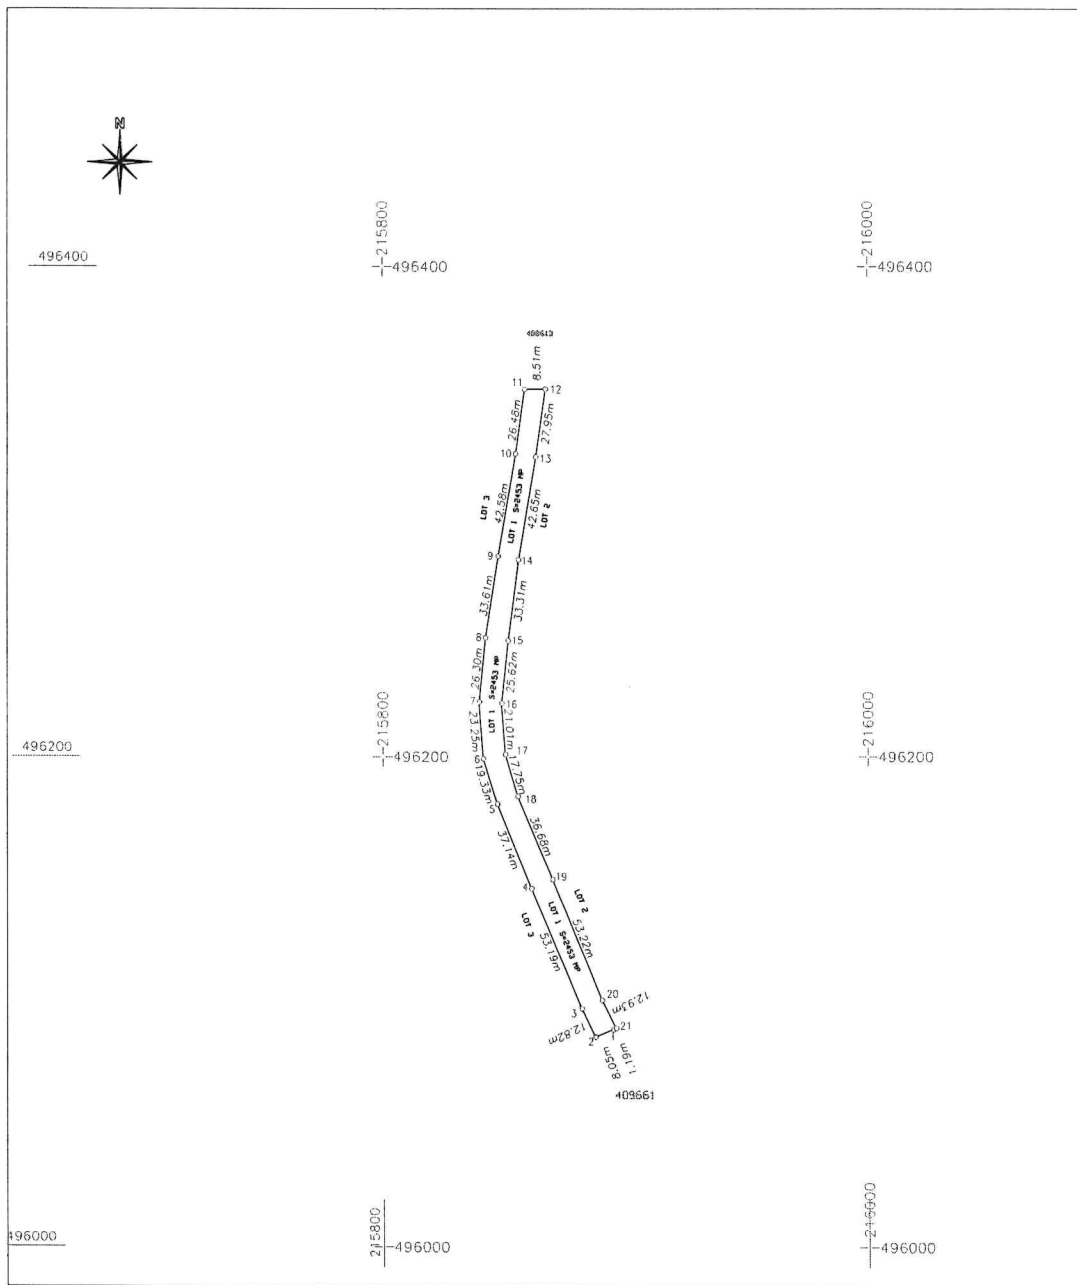 N
215800
216000
496400
496400
496400
408613
8.51m
11
12
26.48m
27.95m
10
13
LOT 3
42.58m
LOT 1 S=2453 MP
42.65m
LOT 2
9
14
33.61m
33.31m
8
15
26.30m
LOT 1 S=2453 MP
25.62m
7
16
215800
216000
23.25m
21.01m
496200
496200
496200
6
17
19.33m
17.75m
5
18
37.14m
36.68m
4
19
LOT 3
LOT 1 S=2453 MP
LOT 2
53.19m
53.22m
3
20
12.82m
12.93m
2
1
21
8.05m
1.19m
409661
215800
216000
496000
496000
496000